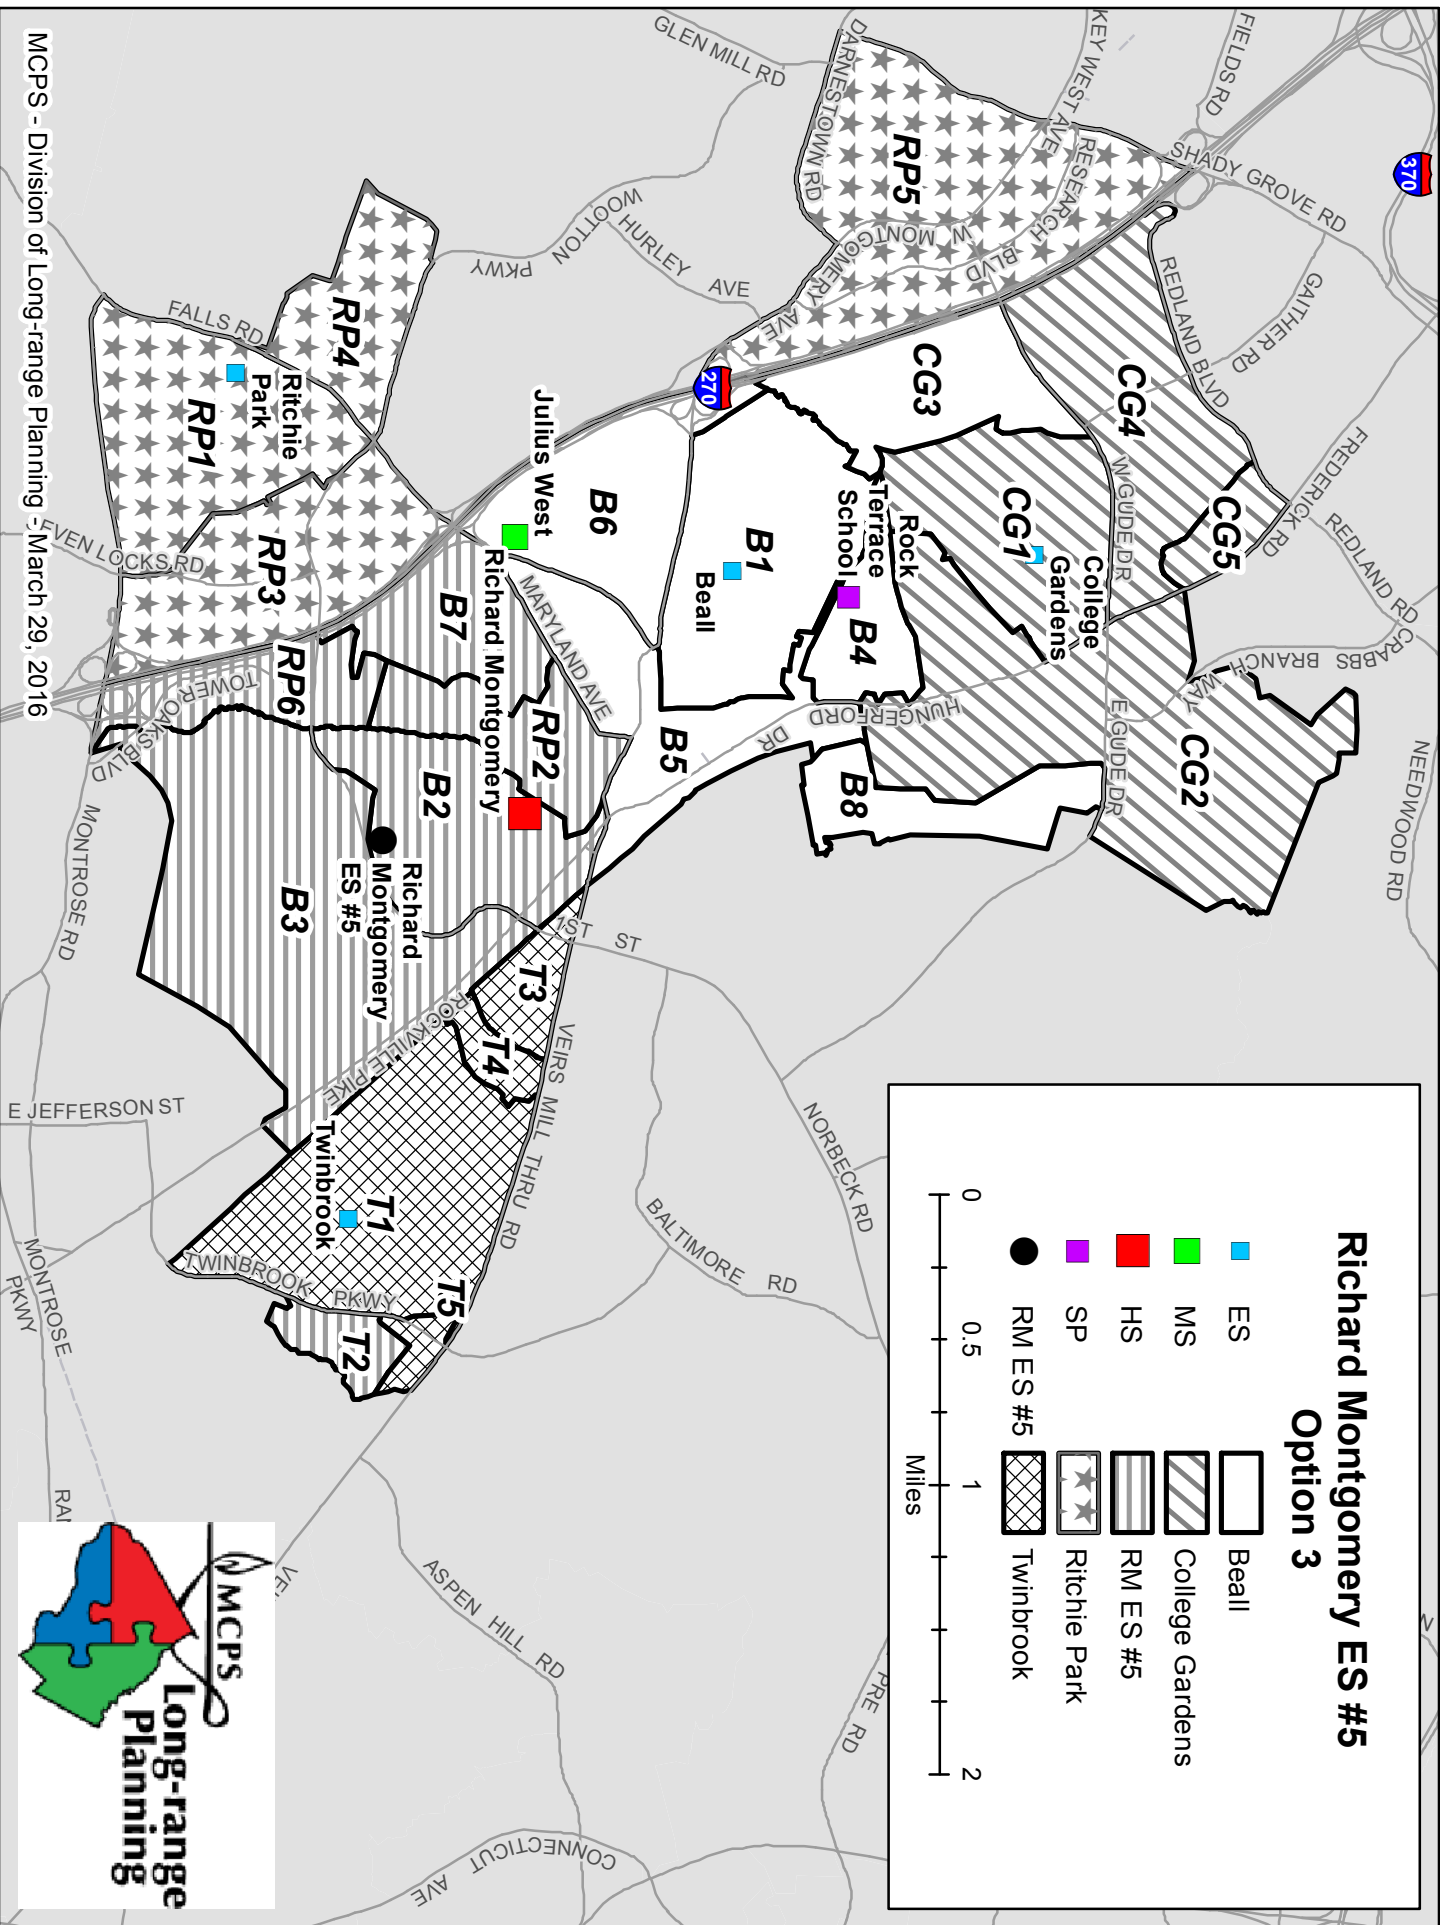 Richard Montgomery ES #5
Option 3
ES
MS
HS
SP
RM ES #5
Beall
College Gardens
RM ES #5
Ritchie Park
Twinbrook
0
0.5
1
2
Miles
370
270
FIELDS RD
KEY WEST AVE
SHADY GROVE RD
DARNESTOWN RD
GLEN MILL RD
RESEARCH BLVD
W MONTGOMERY AVE
WOOTTON PKWY
HURLEY AVE
FALLS RD
REDLAND BLVD
GAITHER RD
FREDERICK RD
REDLAND RD
CRABBS BRANCH WAY
NEEDWOOD RD
W GUDE DR
E GUDE DR
HUNGERFORD DR
MARYLAND AVE
TOWER OAKS BLVD
EVEN LOCKS RD
MONTROSE RD
1ST ST
VEIRS MILL THRU RD
ROCKVILLE PIKE
E JEFFERSON ST
TWINBROOK PKWY
MONTROSE PKWY
NORBECK RD
BALTIMORE RD
ASPEN HILL RD
CONNECTICUT AVE
PRE RD
VE
RAN
N
RP5
RP4
RP1
RP3
RP6
RP2
CG3
CG4
CG5
CG1
CG2
B6
B1
B4
B5
B8
B7
B2
B3
T3
T4
T1
T5
T2
College
Gardens
Rock
Terrace
School
Beall
Julius West
Richard Montgomery
Ritchie
Park
Richard
Montgomery
ES #5
Twinbrook
MCPS
Long-range
Planning
MCPS - Division of Long-range Planning - March 29, 2016